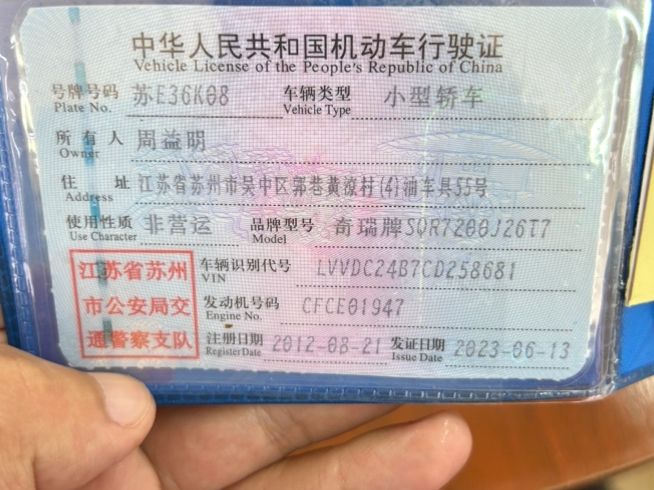 中华人民共和国机动车行驶证
Vehicle License of the People's Republic of China
号牌号码 苏E36K08 车辆类型 小型轿车
Plate No. Vehicle Type
所有人 周益明
Owner
住址 江苏省苏州市吴中区郭巷黄潦村(4)油车具55号
Address
使用性质 非营运 品牌型号 奇瑞牌SQR7200J26T7
Use Character Model
江苏省苏州
市公安局交
通警察支队
车辆识别代号 LVVDC24B7CD258681
VIN
发动机号码 CFCE01947
Engine No.
注册日期 2012-08-21 发证日期 2023-06-13
Register Date Issue Date